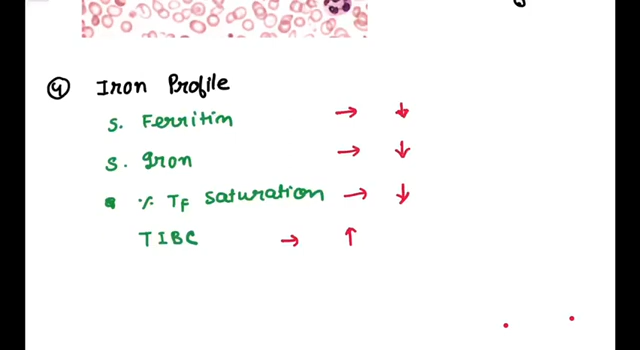 ④ Iron Profile
S. Ferritin → ↓
S. Iron → ↓
% TF saturation → ↓
TIBC → ↑